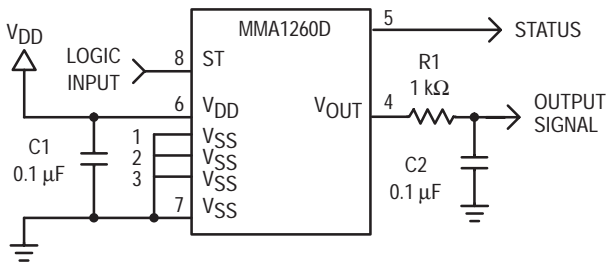 V_DD
LOGIC
INPUT
8
ST
MMA1260D
5
STATUS
R1
1 kΩ
6
V_DD
V_OUT
4
OUTPUT
SIGNAL
C1
0.1 μF
1
V_SS
2
V_SS
3
V_SS
7
V_SS
C2
0.1 μF